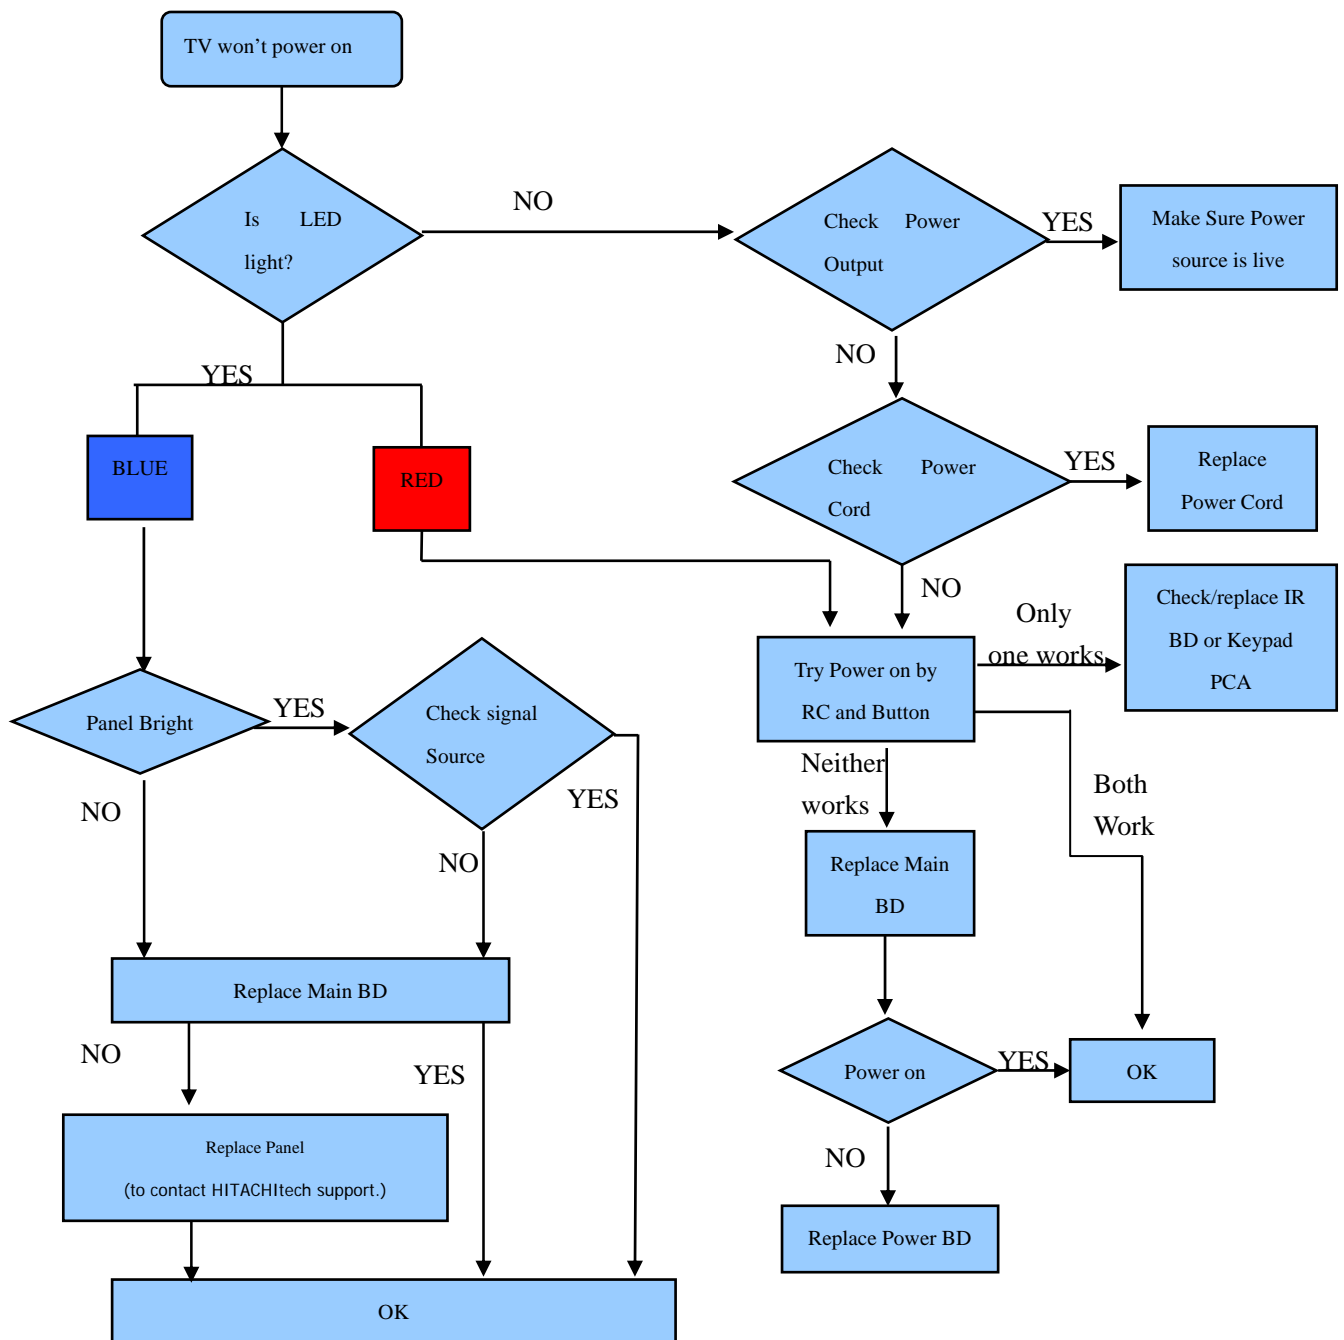 TV won’t power on
Is LED
light?
NO
Check Power
Output
YES
Make Sure Power
source is live
NO
YES
BLUE
RED
Check Power
Cord
YES
Replace
Power Cord
NO
Only
one works
Check/replace IR
BD or Keypad
PCA
Try Power on by
RC and Button
Panel Bright
YES
Check signal
Source
NO
YES
NO
Neither
works
Both
Work
Replace Main
BD
Replace Main BD
NO
YES
Power on
YES
OK
NO
Replace Panel
(to contact HITACHItech support.)
Replace Power BD
OK